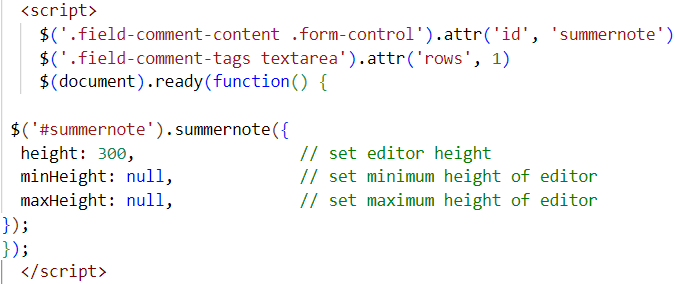 <script>
$('.field-comment-content .form-control').attr('id', 'summernote')
$('.field-comment-tags textarea').attr('rows', 1)
$(document).ready(function() {
$('#summernote').summernote({
height: 300, // set editor height
minHeight: null, // set minimum height of editor
maxHeight: null, // set maximum height of editor
});
});
</script>